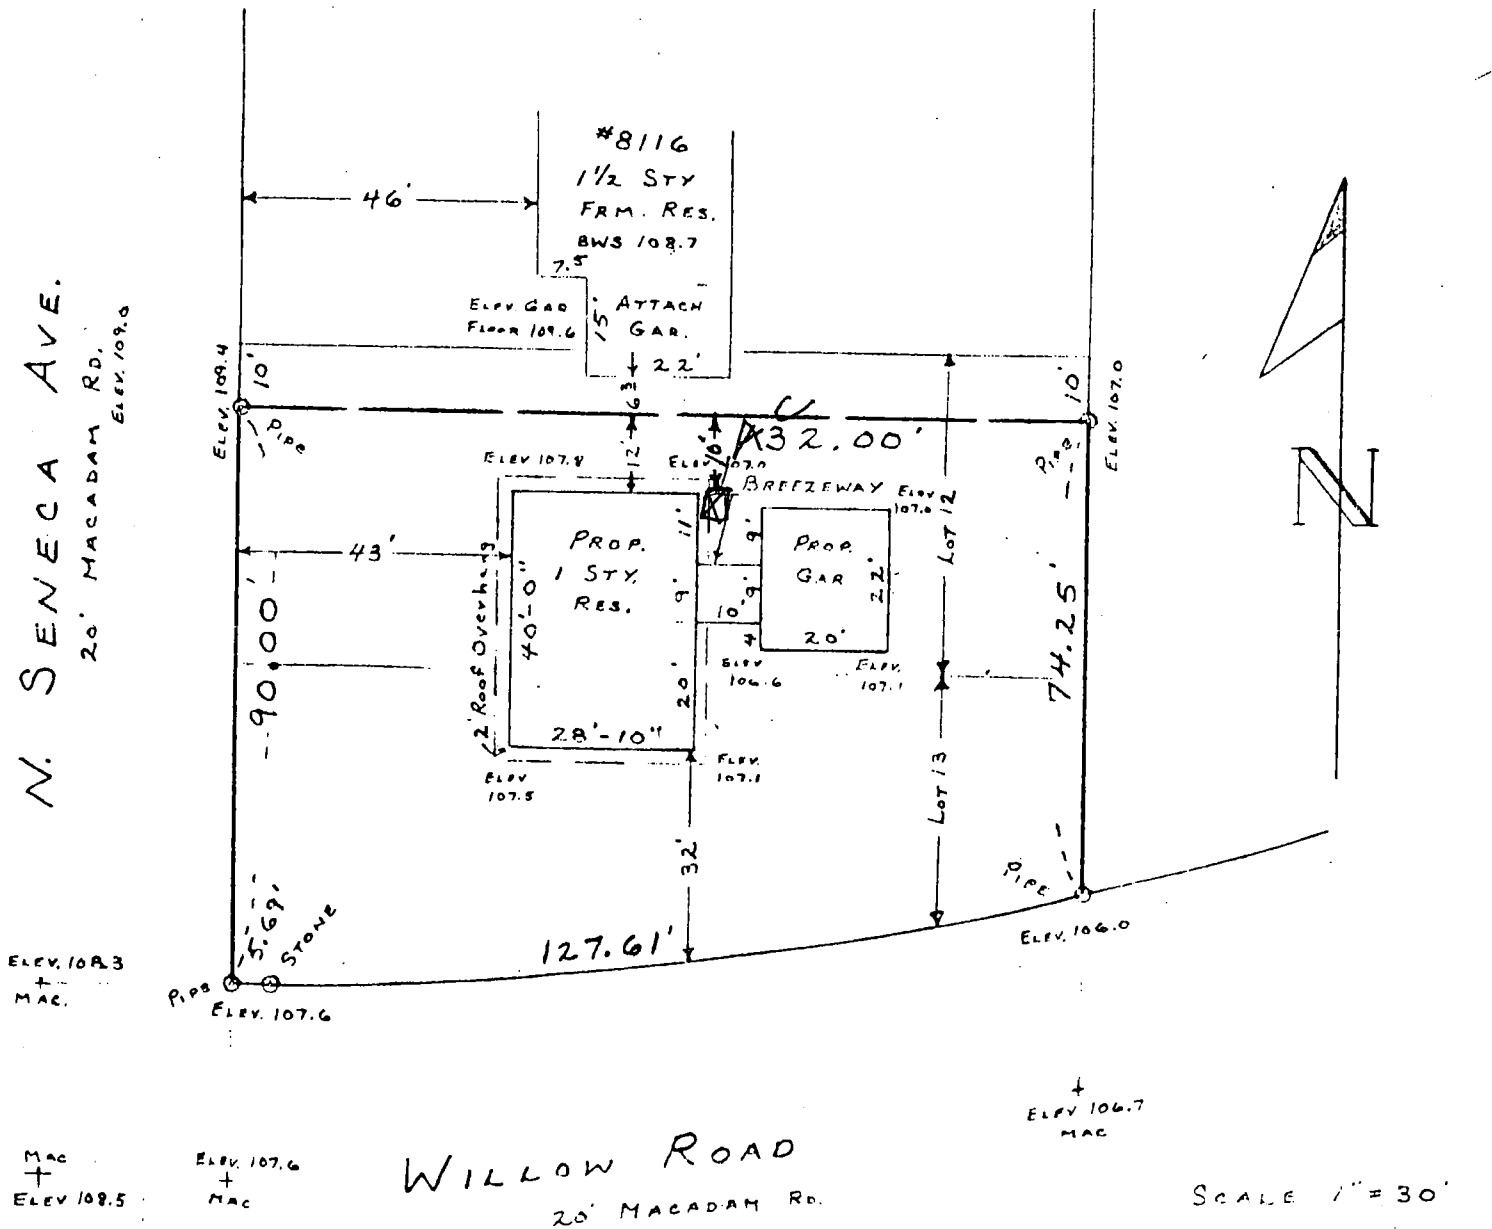 #8116
1 1/2 STY
FRM. RES.
BWS 108.7
46'
7.5
ELEV. GAR
FLOOR 109.6
15'
ATTACH
GAR.
22'
6.3
N. SENECA AVE.
20' MACADAM RD.
ELEV. 109.0
ELEV. 109.4
10'
PIPE
10'
ELEV. 107.0
PIPE
132.00'
12'
10'
ELEV 107.8
ELEV 107.0
BREEZEWAY
ELEV
107.0
LOT 12
43'
PROP.
1 STY.
RES.
11'
9'
20'
9'
9'
10'
4
PROP.
GAR
22'
20'
40'-0"
2' Roof Overhang
28'-10"
ELEV
106.6
ELEV.
107.1
ELEV
107.5
ELEV.
107.1
90.00'
74.25'
LOT 13
32'
5.69'
STONE
127.61'
PIPE
ELEV. 107.6
PIPE
ELEV. 106.0
ELEV. 108.3
MAC.
N
ELEV 106.7
MAC
MAC
ELEV 108.5
ELEV. 107.6
MAC
WILLOW ROAD
20' MACADAM RD.
SCALE 1" = 30'